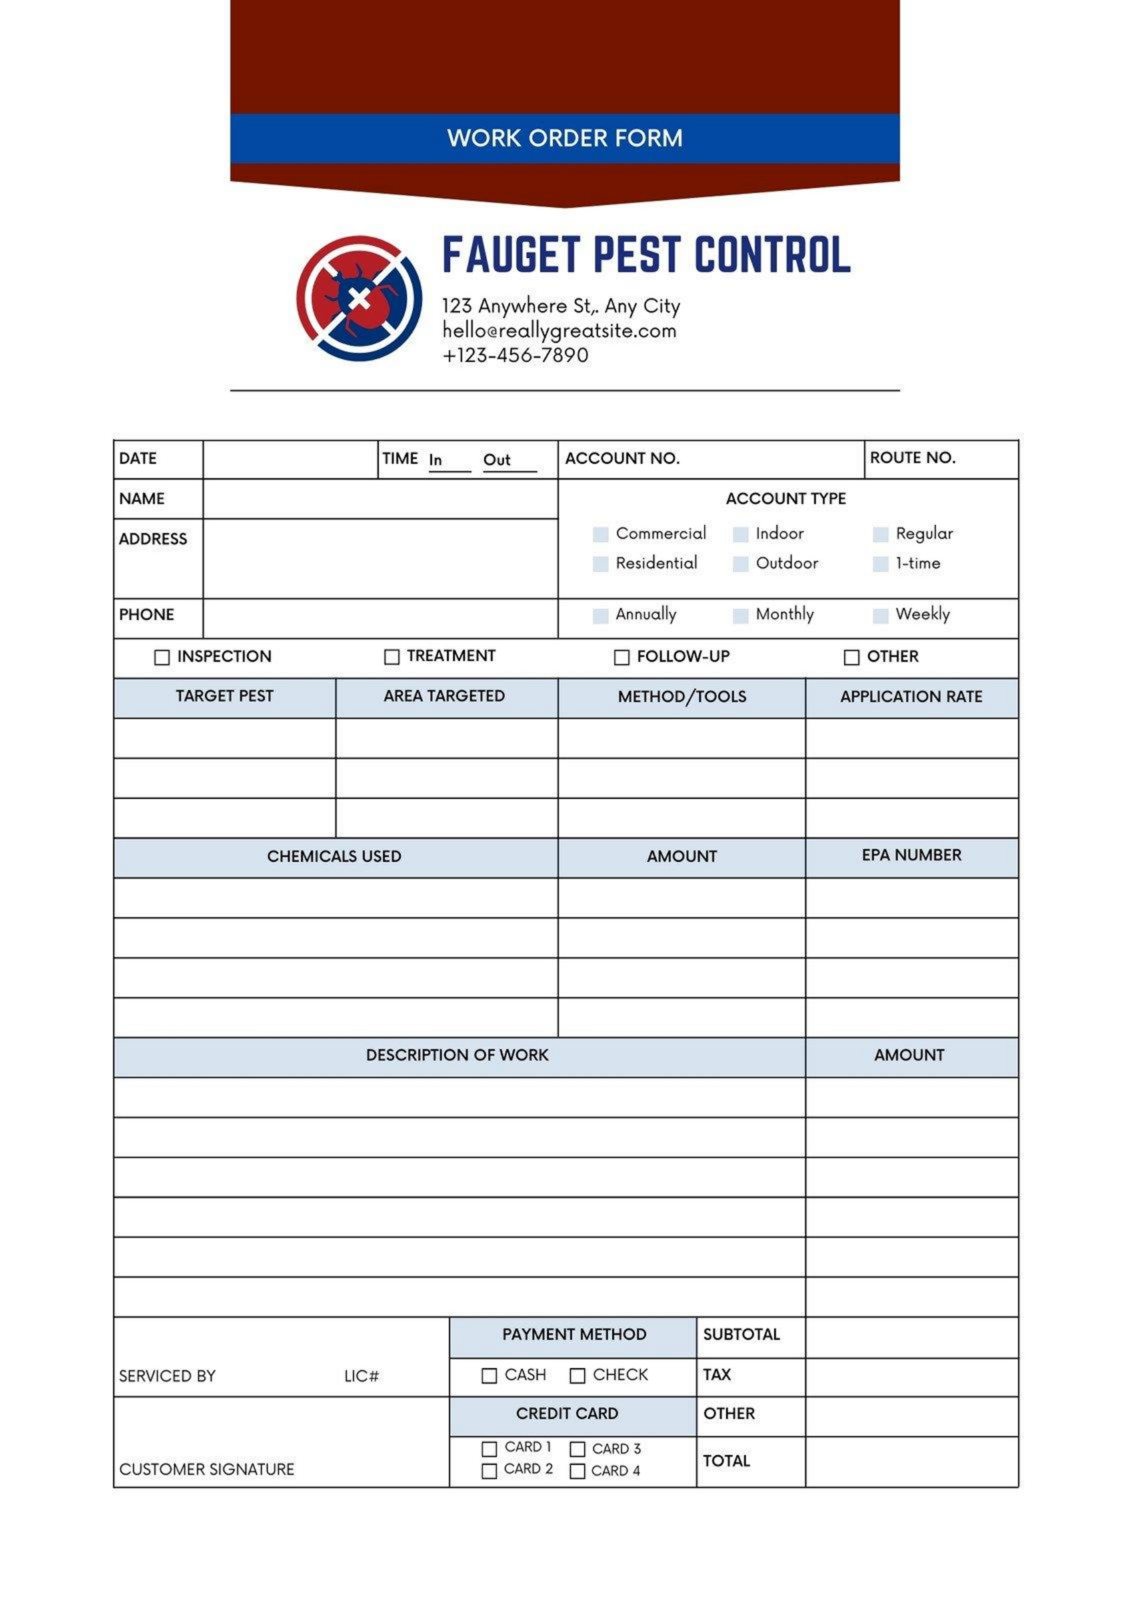 WORK ORDER FORM
FAUGET PEST CONTROL
123 Anywhere St,. Any City
hello@reallygreatsite.com
+123-456-7890
DATE TIME In Out ACCOUNT NO. ROUTE NO.
NAME ACCOUNT TYPE
ADDRESS Commercial Indoor Regular
Residential Outdoor 1-time
PHONE Annually Monthly Weekly
INSPECTION TREATMENT FOLLOW-UP OTHER
TARGET PEST AREA TARGETED METHOD/TOOLS APPLICATION RATE
CHEMICALS USED AMOUNT EPA NUMBER
DESCRIPTION OF WORK AMOUNT
PAYMENT METHOD SUBTOTAL
SERVICED BY LIC# CASH CHECK TAX
CREDIT CARD OTHER
CARD 1 CARD 3
TOTAL
CUSTOMER SIGNATURE CARD 2 CARD 4